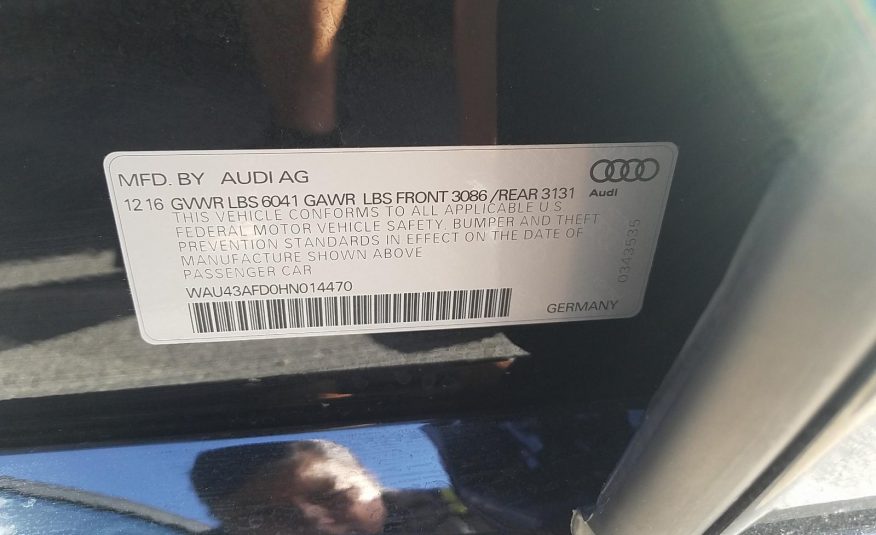 MFD. BY AUDI AG
Audi
12 16 GVWR LBS 6041 GAWR LBS FRONT 3086 /REAR 3131
THIS VEHICLE CONFORMS TO ALL APPLICABLE U.S
FEDERAL MOTOR VEHICLE SAFETY, BUMPER AND THEFT
PREVENTION STANDARDS IN EFFECT ON THE DATE OF
MANUFACTURE SHOWN ABOVE
PASSENGER CAR
WAU43AFD0HN014470
GERMANY
0343535